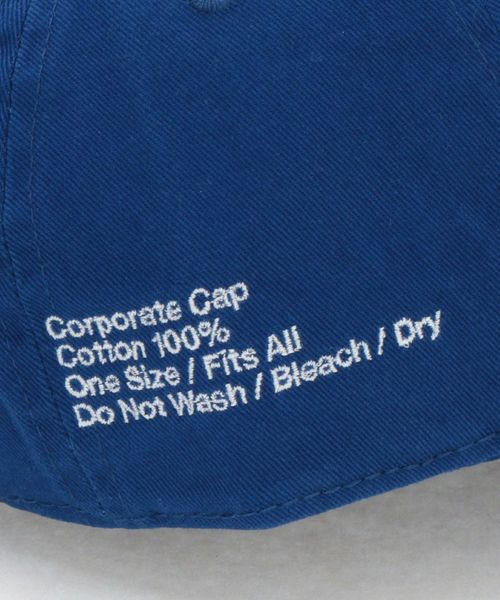 Corporate Cap
Cotton 100%
One Size / Fits All
Do Not Wash / Bleach / Dry